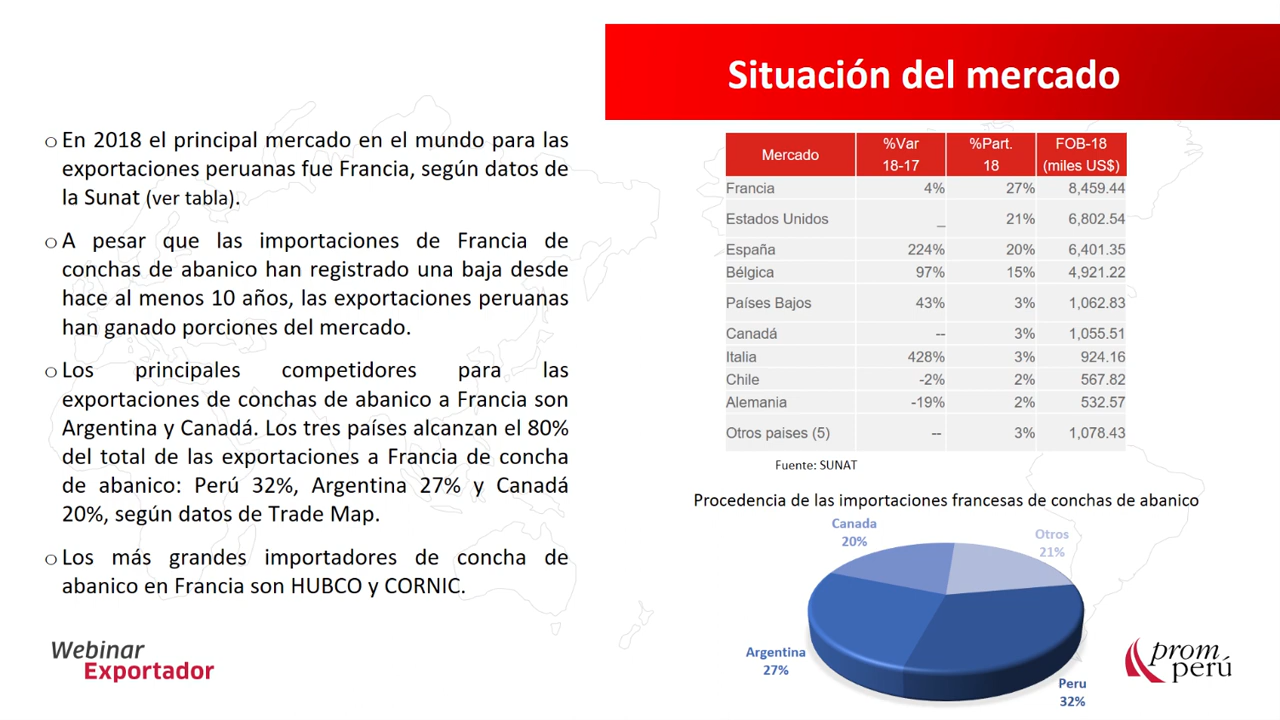 Situación del mercado
○ En 2018 el principal mercado en el mundo para las
exportaciones peruanas fue Francia, según datos de
la Sunat (ver tabla).
○ A pesar que las importaciones de Francia de
conchas de abanico han registrado una baja desde
hace al menos 10 años, las exportaciones peruanas
han ganado porciones del mercado.
○ Los principales competidores para las
exportaciones de conchas de abanico a Francia son
Argentina y Canadá. Los tres países alcanzan el 80%
del total de las exportaciones a Francia de concha
de abanico: Perú 32%, Argentina 27% y Canadá
20%, según datos de Trade Map.
○ Los más grandes importadores de concha de
abanico en Francia son HUBCO y CORNIC.
Mercado %Var 18-17 %Part. 18 FOB-18 (miles US$)
Francia 4% 27% 8,459.44
Estados Unidos _ 21% 6,802.54
España 224% 20% 6,401.35
Bélgica 97% 15% 4,921.22
Países Bajos 43% 3% 1,062.83
Canadá -- 3% 1,055.51
Italia 428% 3% 924.16
Chile -2% 2% 567.82
Alemania -19% 2% 532.57
Otros paises (5) -- 3% 1,078.43
Fuente: SUNAT
Procedencia de las importaciones francesas de conchas de abanico
Canada
20%
Otros
21%
Argentina
27%
Peru
32%
Webinar
Exportador
prom
perú